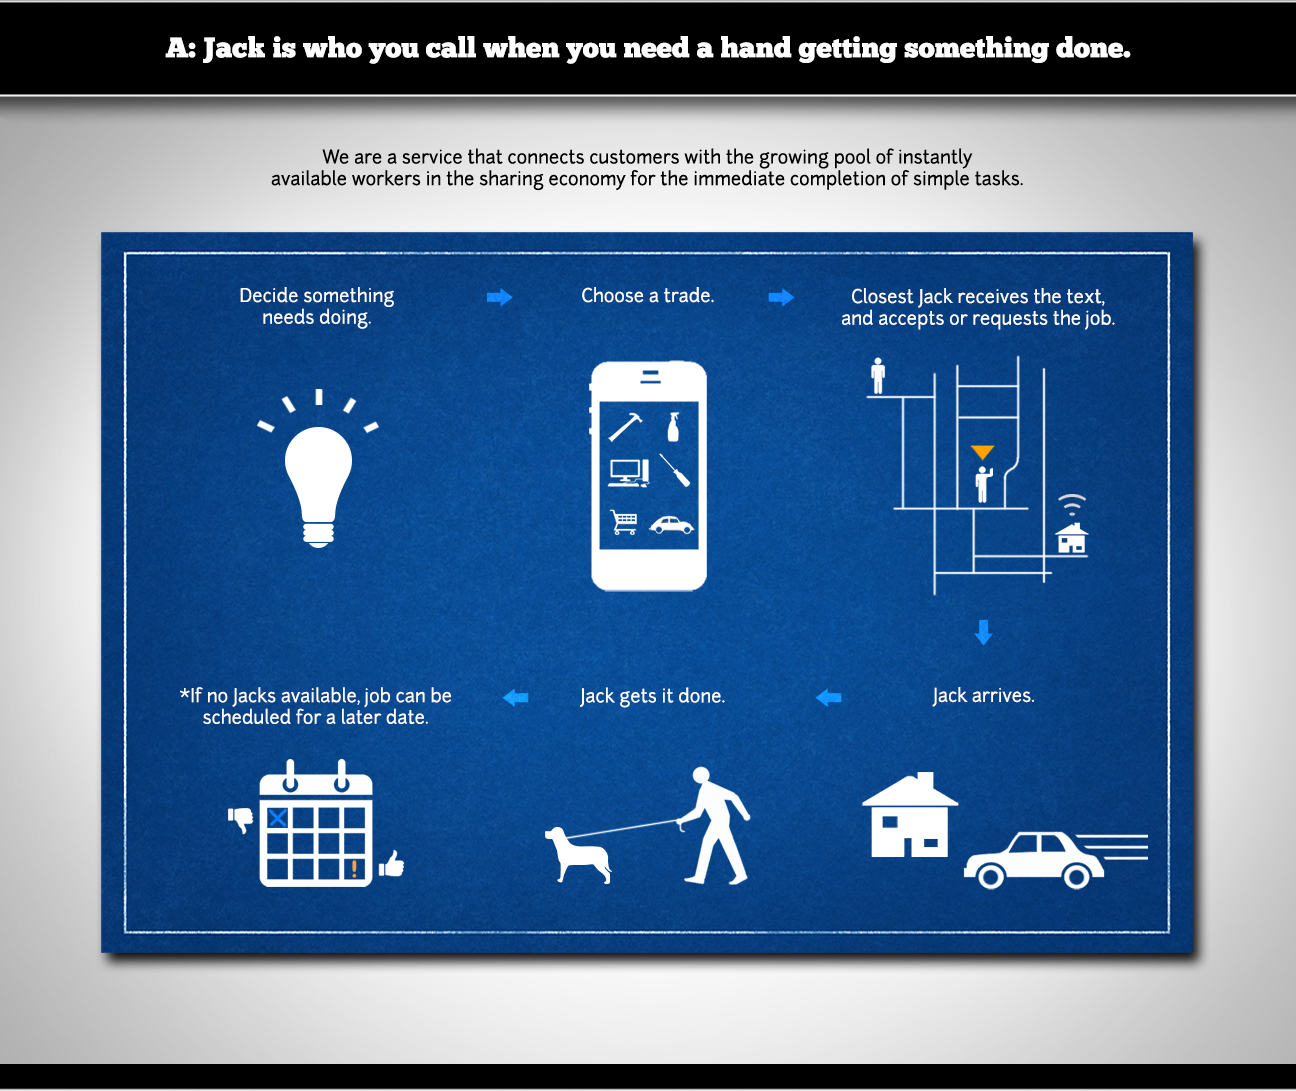 A: Jack is who you call when you need a hand getting something done.
We are a service that connects customers with the growing pool of instantly
available workers in the sharing economy for the immediate completion of simple tasks.
Decide something
needs doing.
Choose a trade.
Closest Jack receives the text,
and accepts or requests the job.
Jack arrives.
Jack gets it done.
*If no Jacks available, job can be
scheduled for a later date.